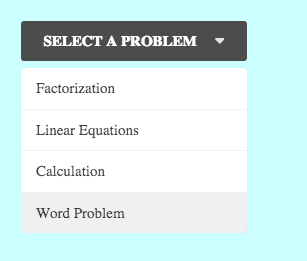 SELECT A PROBLEM
Factorization
Linear Equations
Calculation
Word Problem